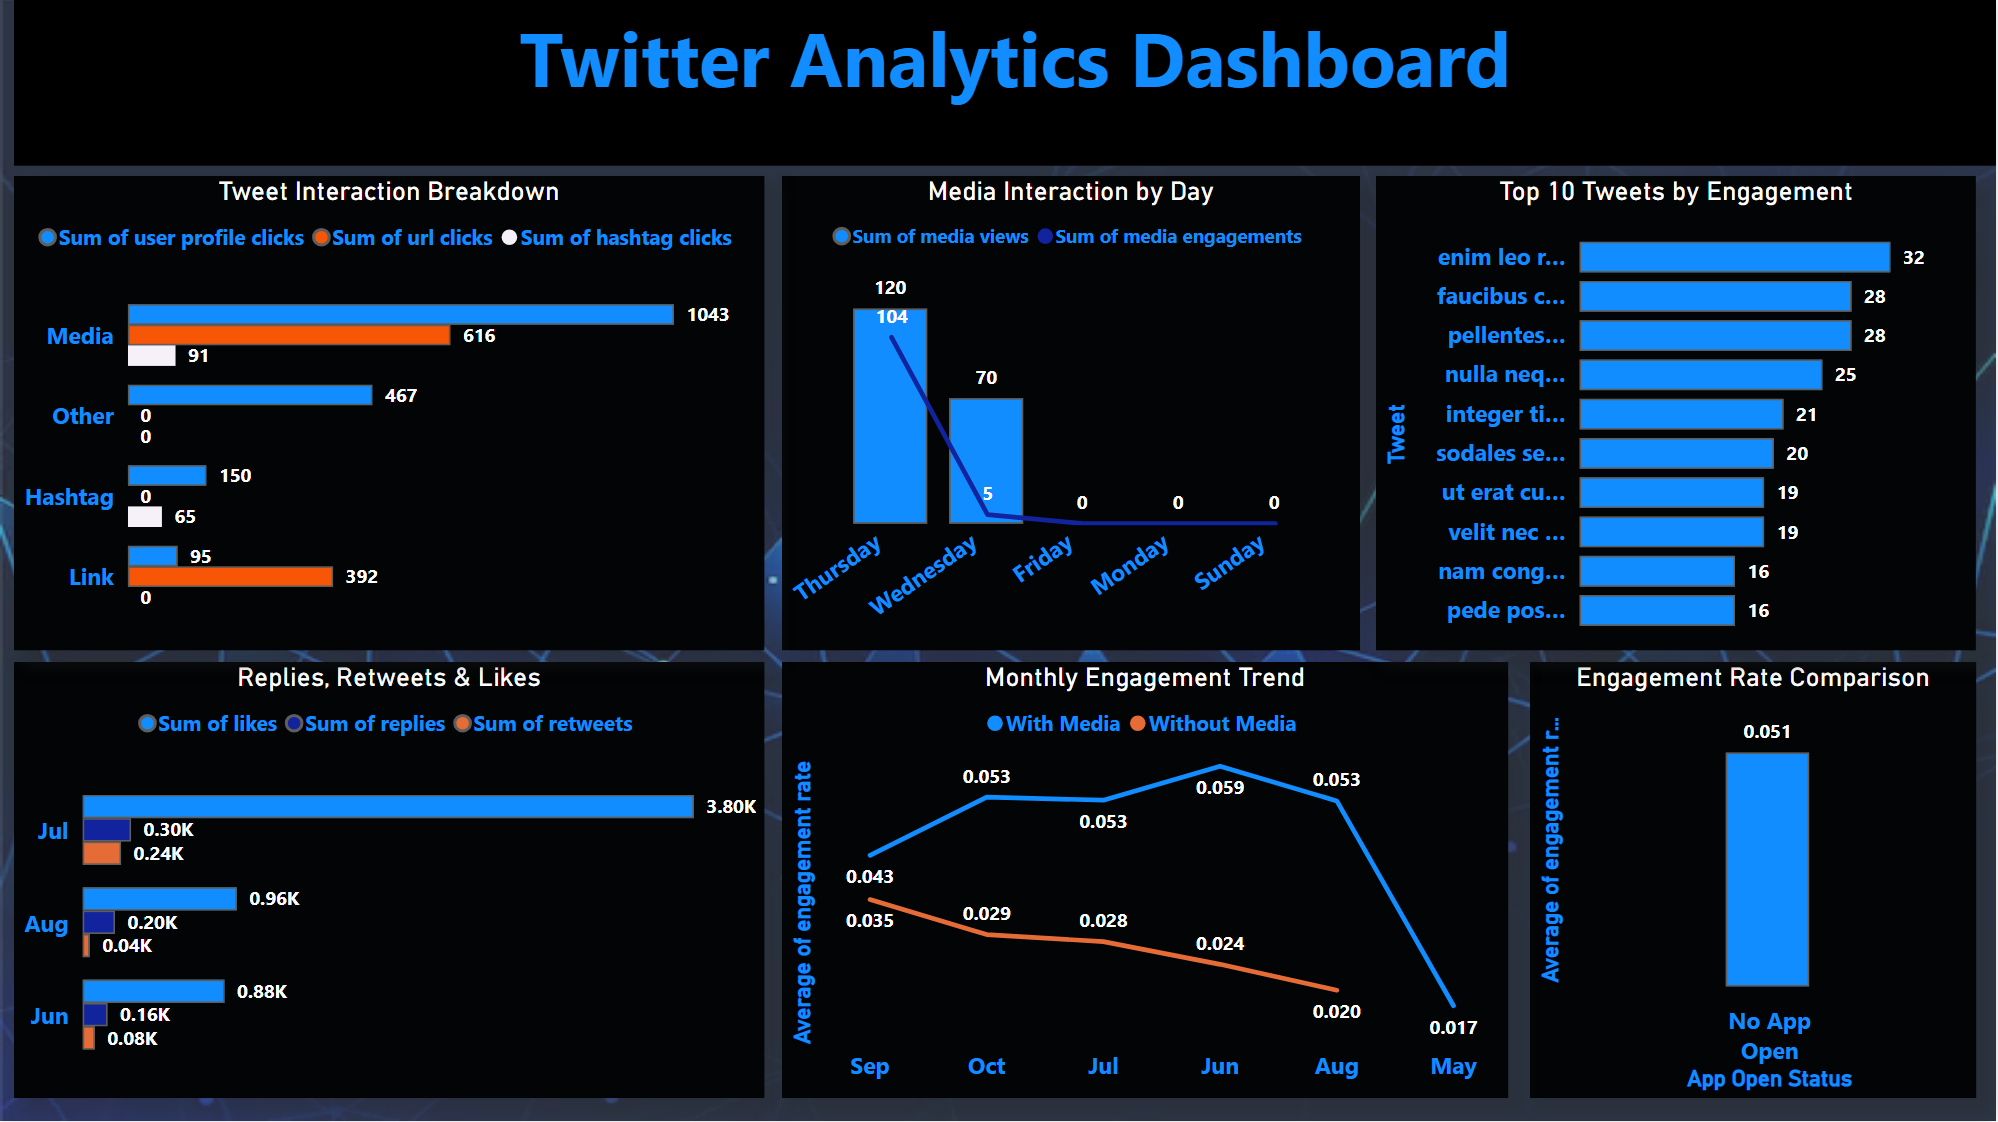 Twitter Analytics Dashboard
Tweet Interaction Breakdown
Sum of user profile clicks Sum of url clicks Sum of hashtag clicks
Media 1043
616
91
Other 467
0
0
Hashtag 150
0
65
Link 95
392
0
Media Interaction by Day
Sum of media views Sum of media engagements
120
104
70
5
0 0 0
Thursday Wednesday Friday Monday Sunday
Top 10 Tweets by Engagement
Tweet
enim leo r... 32
faucibus c... 28
pellentes... 28
nulla neq... 25
integer ti... 21
sodales se... 20
ut erat cu... 19
velit nec ... 19
nam cong... 16
pede pos... 16
Replies, Retweets & Likes
Sum of likes Sum of replies Sum of retweets
Jul 3.80K
0.30K
0.24K
Aug 0.96K
0.20K
0.04K
Jun 0.88K
0.16K
0.08K
Monthly Engagement Trend
With Media Without Media
Average of engagement rate
0.043 0.053 0.053 0.059 0.053 0.017
0.035 0.029 0.028 0.024 0.020
Sep Oct Jul Jun Aug May
Engagement Rate Comparison
Average of engagement r...
0.051
No App
Open
App Open Status